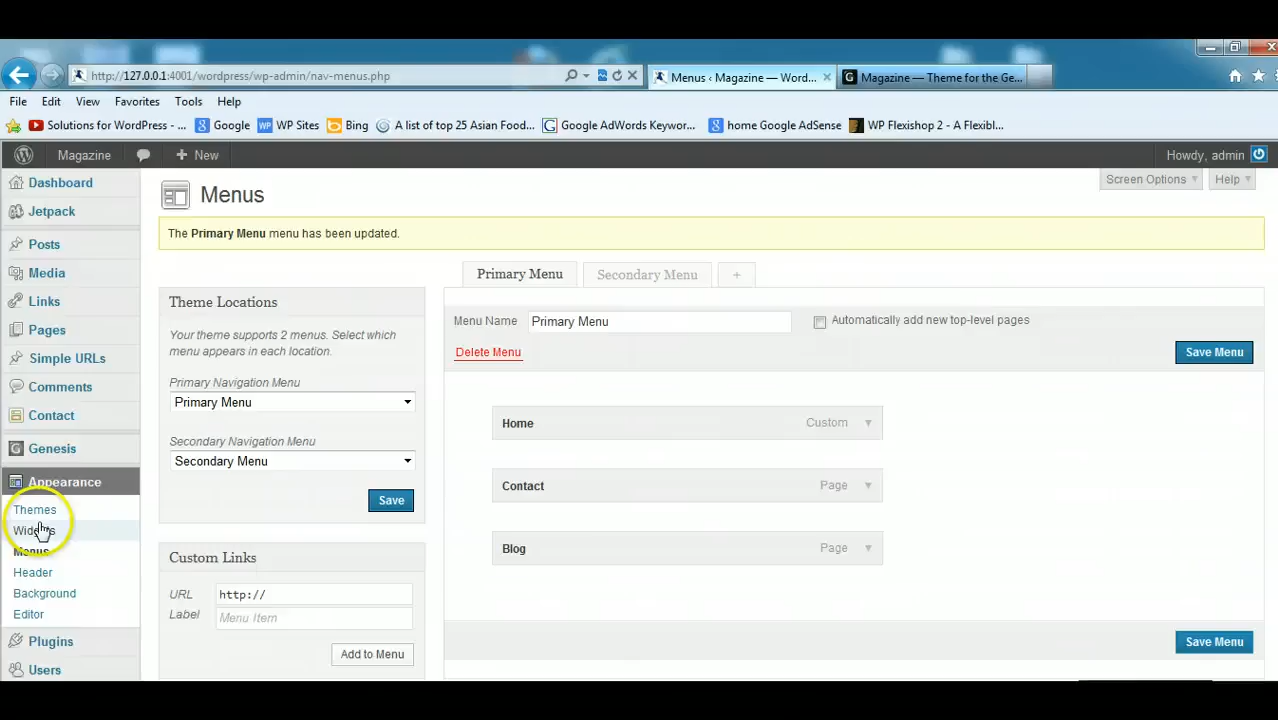 http://127.0.0.1:4001/wordpress/wp-admin/nav-menus.php
Menus ‹ Magazine — Word...
Magazine — Theme for the Ge...
File Edit View Favorites Tools Help
Solutions for WordPress - ...
Google
WP Sites
Bing
A list of top 25 Asian Food...
Google AdWords Keywor...
home Google AdSense
WP Flexishop 2 - A Flexibl...
Magazine
+ New
Howdy, admin
Dashboard
Jetpack
Posts
Media
Links
Pages
Simple URLs
Comments
Contact
Genesis
Appearance
Themes
Widgets
Menus
Header
Background
Editor
Plugins
Users
Screen Options
Help
Menus
The Primary Menu menu has been updated.
Theme Locations
Your theme supports 2 menus. Select which
menu appears in each location.
Primary Navigation Menu
Primary Menu
Secondary Navigation Menu
Secondary Menu
Save
Custom Links
URL http://
Label Menu Item
Add to Menu
Primary Menu
Secondary Menu
+
Menu Name Primary Menu
Automatically add new top-level pages
Delete Menu
Save Menu
Home Custom
Contact Page
Blog Page
Save Menu